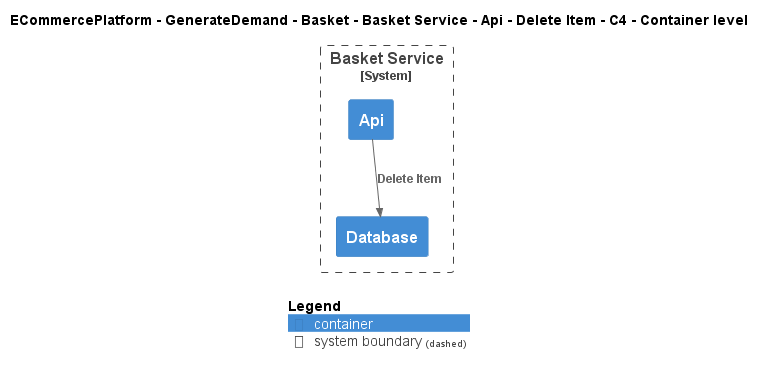 ECommercePlatform - GenerateDemand - Basket - Basket Service - Api - Delete Item - C4 - Container level
Basket Service
[System]
Api
Delete Item
Database
Legend
container
system boundary (dashed)